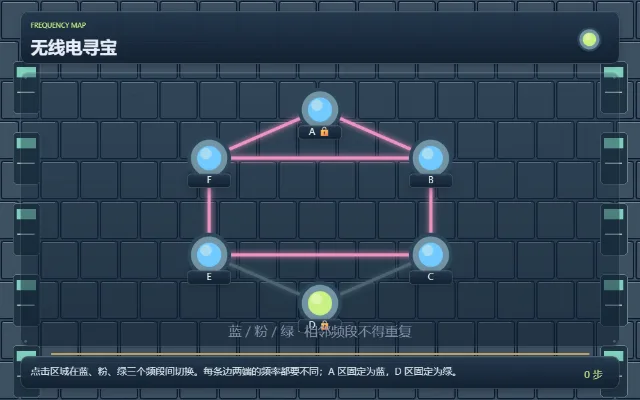 FREQUENCY MAP
无线电寻宝
A
F
B
E
C
D
蓝 / 粉 / 绿 · 相邻频段不得重复
点击区域在蓝、粉、绿三个频段间切换。每条边两端的频率都要不同；A 区固定为蓝，D 区固定为绿。
0 步